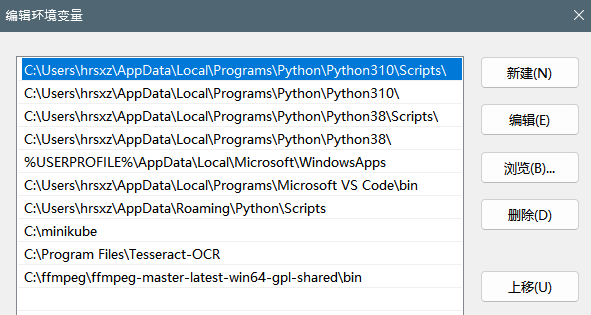 编辑环境变量
C:\Users\hrsxz\AppData\Local\Programs\Python\Python310\Scripts\
新建(N)
C:\Users\hrsxz\AppData\Local\Programs\Python\Python310\
C:\Users\hrsxz\AppData\Local\Programs\Python\Python38\Scripts\
编辑(E)
C:\Users\hrsxz\AppData\Local\Programs\Python\Python38\
%USERPROFILE%\AppData\Local\Microsoft\WindowsApps
浏览(B)...
C:\Users\hrsxz\AppData\Local\Programs\Microsoft VS Code\bin
C:\Users\hrsxz\AppData\Roaming\Python\Scripts
删除(D)
C:\minikube
C:\Program Files\Tesseract-OCR
C:\ffmpeg\ffmpeg-master-latest-win64-gpl-shared\bin
上移(U)